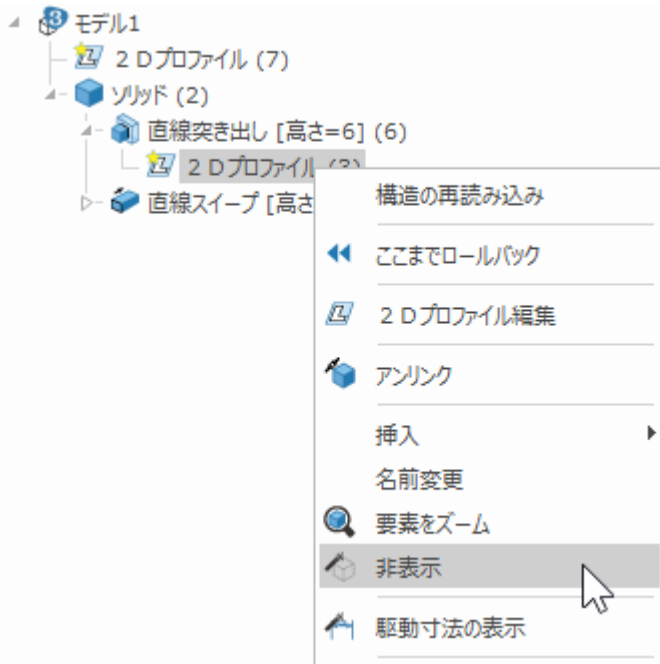 モデル1
２Ｄプロファイル (7)
ソリッド (2)
直線突き出し [高さ=6] (6)
２Ｄプロファイル (3)
直線スイープ [高さ
構造の再読み込み
ここまでロールバック
２Ｄプロファイル編集
アンリンク
挿入
名前変更
要素をズーム
非表示
駆動寸法の表示